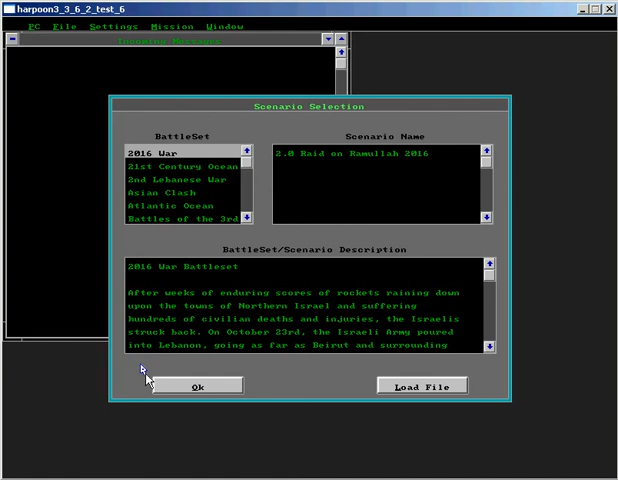 harpoon3_3_6_2_test_6
PC File Settings Mission Window
Incoming Messages
Scenario Selection
BattleSet
Scenario Name
2016 War
21st Century Ocean
2nd Lebanese War
Asian Clash
Atlantic Ocean
Battles of the 3rd
2.0 Raid on Ramullah 2016
BattleSet/Scenario Description
2016 War Battleset
After weeks of enduring scores of rockets raining down
upon the towns of Northern Israel and suffering
hundreds of civilian deaths and injuries, the Israelis
struck back. On October 23rd, the Israeli Army poured
into Lebanon, going as far as Beirut and surrounding
Ok
Load File